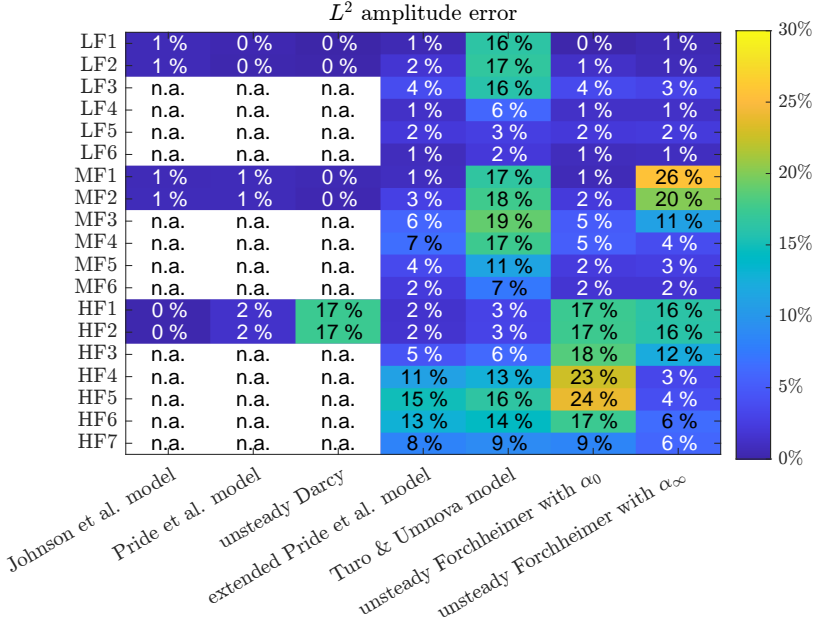 L² amplitude error
LF1 1 % 0 % 0 % 1 % 16 % 0 % 1 %
LF2 1 % 0 % 0 % 2 % 17 % 1 % 1 %
LF3 n.a. n.a. n.a. 4 % 16 % 4 % 3 %
LF4 n.a. n.a. n.a. 1 % 6 % 1 % 1 %
LF5 n.a. n.a. n.a. 2 % 3 % 2 % 2 %
LF6 n.a. n.a. n.a. 1 % 2 % 1 % 1 %
MF1 1 % 1 % 0 % 1 % 17 % 1 % 26 %
MF2 1 % 1 % 0 % 3 % 18 % 2 % 20 %
MF3 n.a. n.a. n.a. 6 % 19 % 5 % 11 %
MF4 n.a. n.a. n.a. 7 % 17 % 5 % 4 %
MF5 n.a. n.a. n.a. 4 % 11 % 2 % 3 %
MF6 n.a. n.a. n.a. 2 % 7 % 2 % 2 %
HF1 0 % 2 % 17 % 2 % 3 % 17 % 16 %
HF2 0 % 2 % 17 % 2 % 3 % 17 % 16 %
HF3 n.a. n.a. n.a. 5 % 6 % 18 % 12 %
HF4 n.a. n.a. n.a. 11 % 13 % 23 % 3 %
HF5 n.a. n.a. n.a. 15 % 16 % 24 % 4 %
HF6 n.a. n.a. n.a. 13 % 14 % 17 % 6 %
HF7 n.a. n.a. n.a. 8 % 9 % 9 % 6 %
Johnson et al. model
Pride et al. model
unsteady Darcy
extended Pride et al. model
Turo & Umnova model
unsteady Forchheimer with α₀
unsteady Forchheimer with α∞
30%
25%
20%
15%
10%
5%
0%